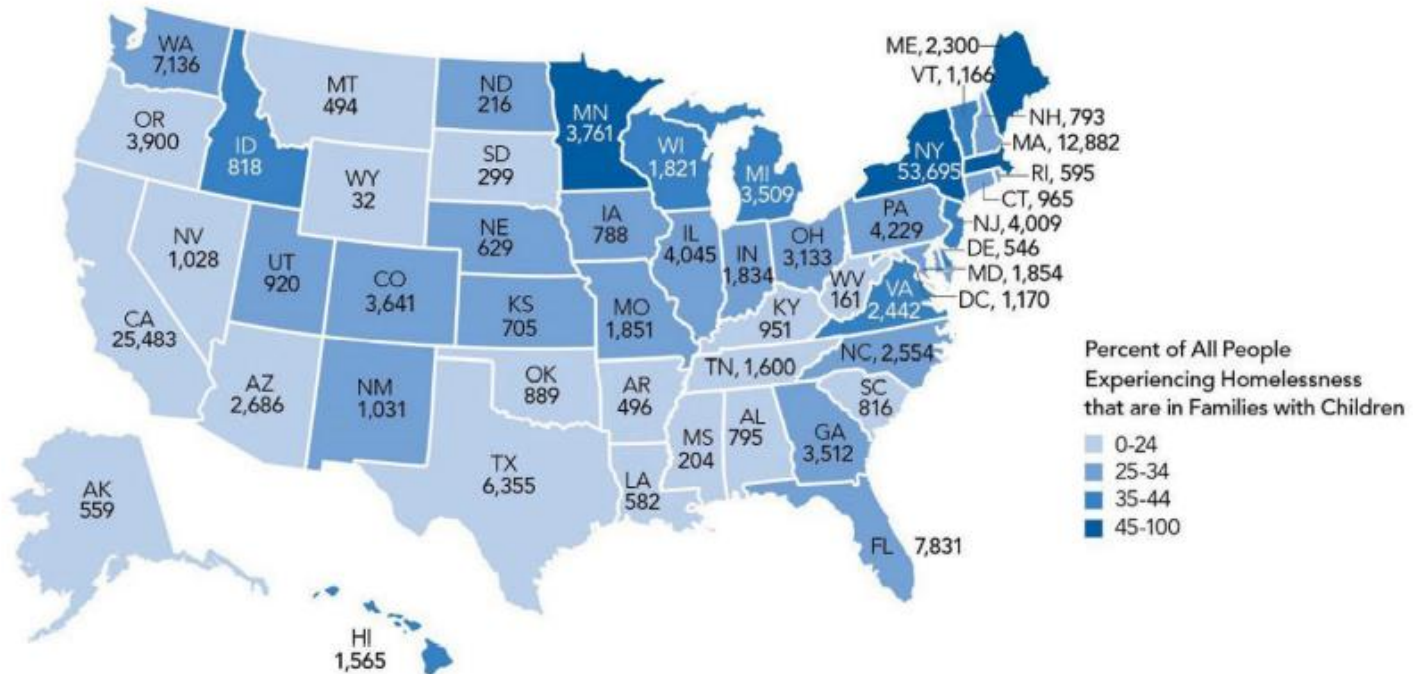 WA
7,136
MT
494
ND
216
MN
3,761
ME, 2,300
VT, 1,166
NH, 793
MA, 12,882
RI, 595
CT, 965
NJ, 4,009
DE, 546
MD, 1,854
DC, 1,170
OR
3,900
ID
818
WY
32
SD
299
WI
1,821
MI
3,509
NY
53,695
NV
1,028
UT
920
CO
3,641
NE
629
IA
788
IL
4,045
IN
1,834
OH
3,133
PA
4,229
WV
161
VA
2,442
CA
25,483
KS
705
MO
1,851
KY
951
NC, 2,554
TN, 1,600
SC
816
AZ
2,686
NM
1,031
OK
889
AR
496
MS
204
AL
795
GA
3,512
TX
6,355
LA
582
FL 7,831
AK
559
HI
1,565
Percent of All People
Experiencing Homelessness
that are in Families with Children
0-24
25-34
35-44
45-100